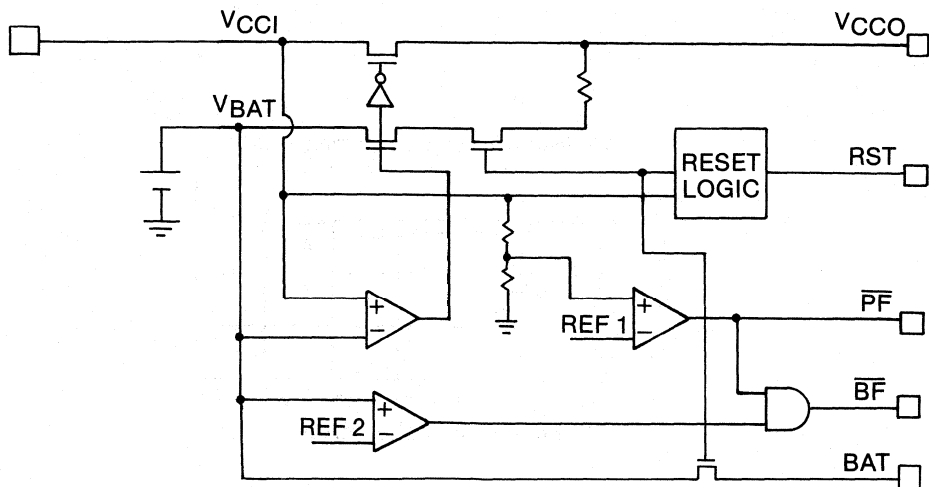 VCCI
VCCO
VBAT
RESET
LOGIC
RST
+
−
REF 1
+
−
PF
REF 2
+
−
BF
BAT